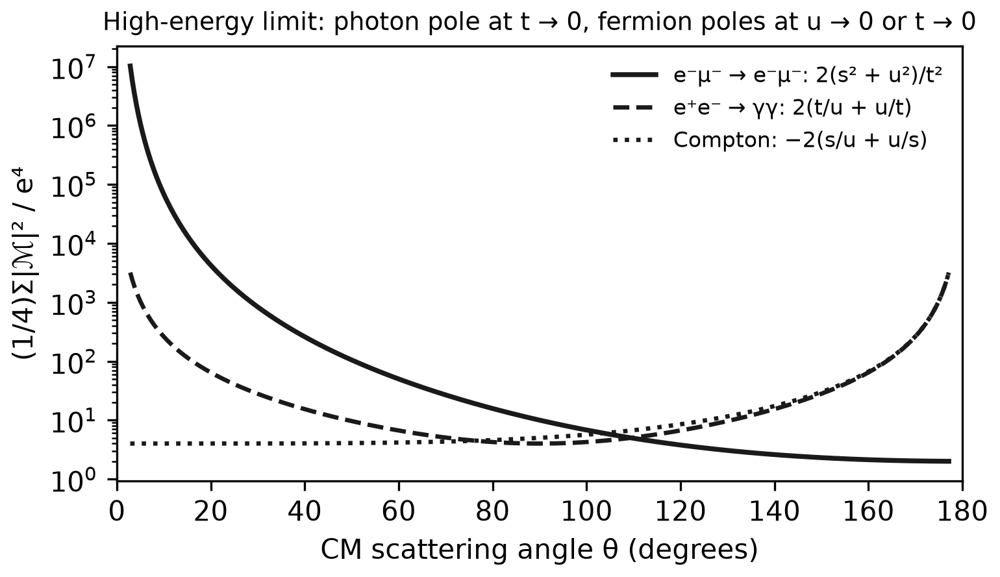 High-energy limit: photon pole at t → 0, fermion poles at u → 0 or t → 0
e⁻μ⁻ → e⁻μ⁻: 2(s² + u²)/t²
e⁺e⁻ → γγ: 2(t/u + u/t)
Compton: −2(s/u + u/s)
(1/4)Σ|ℳ|² / e⁴
10⁷
10⁶
10⁵
10⁴
10³
10²
10¹
10⁰
0 20 40 60 80 100 120 140 160 180
CM scattering angle θ (degrees)